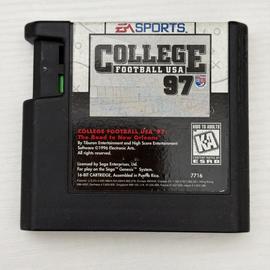 EA SPORTS
COLLEGE
FOOTBALL USA
97
COLLEGE FOOTBALL USA '97:
The Road to New Orleans
By Tiburon Entertainment and High Score Entertainment
Software ©1996 Electronic Arts.
All rights reserved.
KIDS TO ADULTS
ESRB
Licensed by Sega Enterprises, Ltd.
For Play on the Sega™ Genesis™ System.
16-BIT CARTRIDGE, Assembled in Puerto Rico.
7716